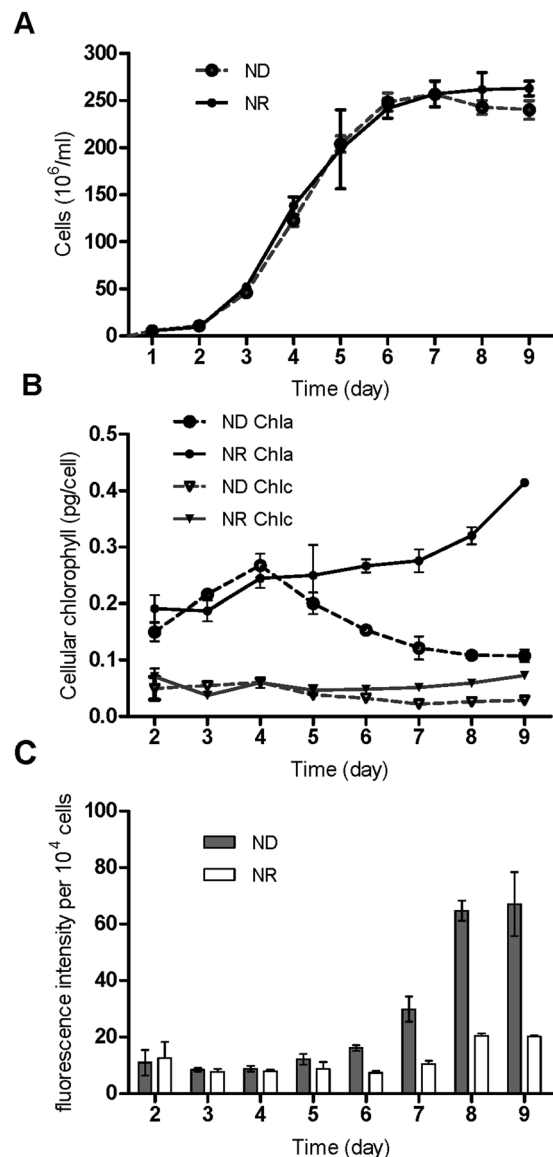 A
ND
NR
Cells (10⁶/ml)
300
250
200
150
100
50
0
1 2 3 4 5 6 7 8 9
Time (day)
B
ND Chla
NR Chla
ND Chlc
NR Chlc
Cellular chlorophyll (pg/cell)
0.5
0.4
0.3
0.2
0.1
0.0
2 3 4 5 6 7 8 9
Time (day)
C
ND
NR
fluorescence intensity per 10⁴ cells
100
80
60
40
20
0
2 3 4 5 6 7 8 9
Time (day)